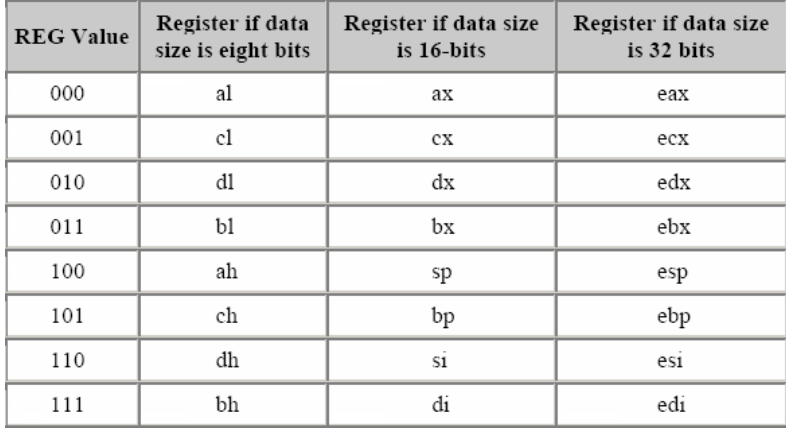 REG Value Register if data size is eight bits Register if data size is 16-bits Register if data size is 32 bits
000 al ax eax
001 cl cx ecx
010 dl dx edx
011 bl bx ebx
100 ah sp esp
101 ch bp ebp
110 dh si esi
111 bh di edi